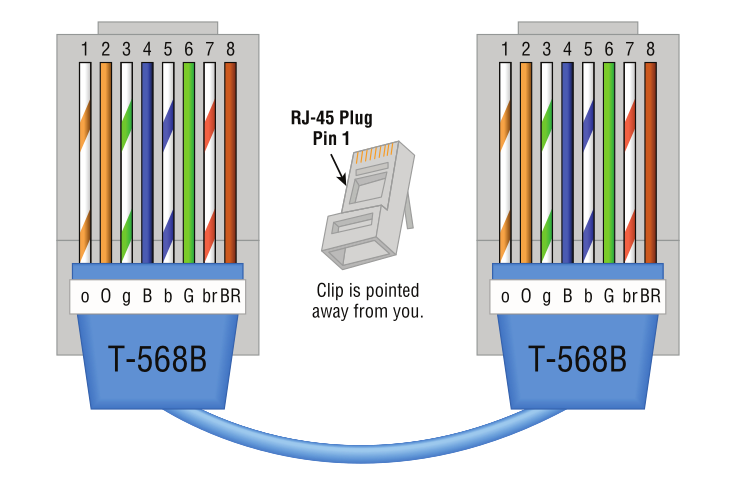 1 2 3 4 5 6 7 8
o O g B b G br BR
T-568B
RJ-45 Plug
Pin 1
Clip is pointed
away from you.
1 2 3 4 5 6 7 8
o O g B b G br BR
T-568B